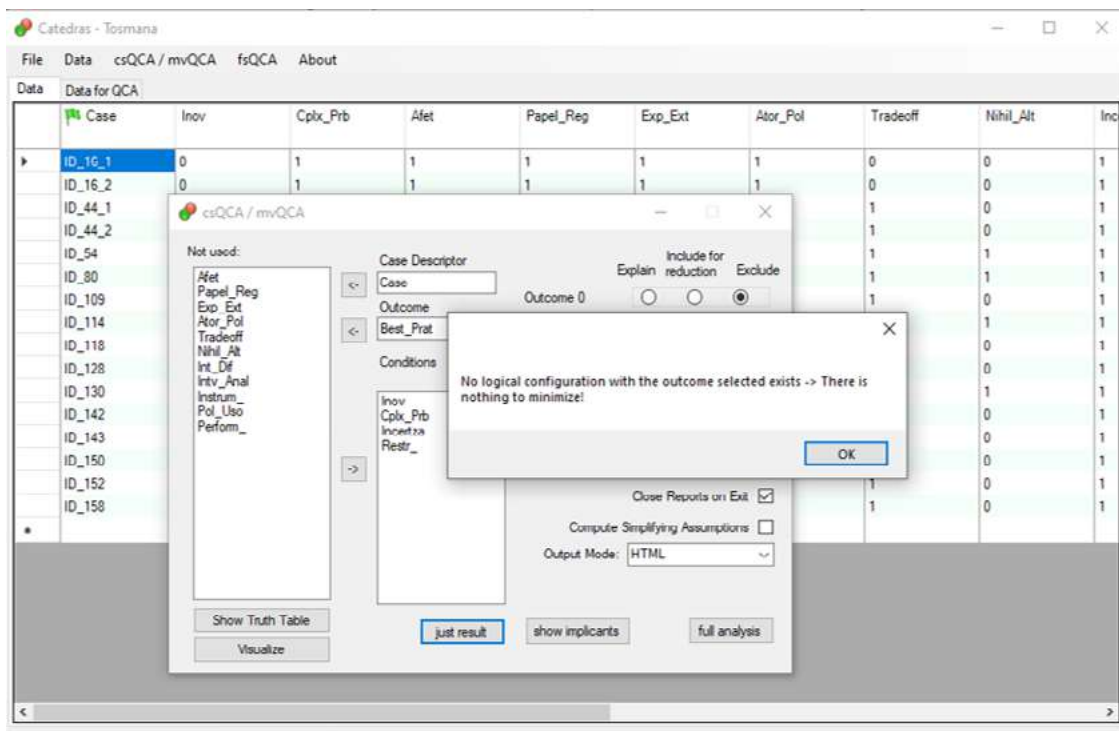 Catedras - Tosmana
File Data csQCA / mvQCA fsQCA About
Data Data for QCA
Case Inov Cplx_Prb Afet Papel_Reg Exp_Ext Ator_Pol Tradeoff Nihil_Alt Inc
ID_16_1 0 1 1 1 1 1 0 0 1
ID_16_2 0 1 1 1 1 1 0 0 1
ID_44_1 1 0 1
ID_44_2 1 0 1
ID_54 1 1 1
ID_80 1 1 1
ID_109 1 0 1
ID_114 1 1
ID_118 0 1
ID_128 0 1
ID_130 1 1
ID_142 0 1
ID_143 0 1
ID_150 0 1
ID_152 1 0 1
ID_158 1 0 1
csQCA / mvQCA
Not used:
Afet
Papel_Reg
Exp_Ext
Ator_Pol
Tradeoff
Nihil_Alt
Int_Dif
Intv_Anal
Instrum_
Pol_Uso
Perform_
Show Truth Table
Visualize
<-
<-
->
Case Descriptor
Case
Outcome
Best_Prat
Conditions
Inov
Cplx_Prb
Incertza
Restr_
Explain Include for reduction Exclude
Outcome 0
No logical configuration with the outcome selected exists -> There is
nothing to minimize!
OK
Close Reports on Exit
Compute Simplifying Assumptions
Output Mode: HTML
just result show implicants full analysis